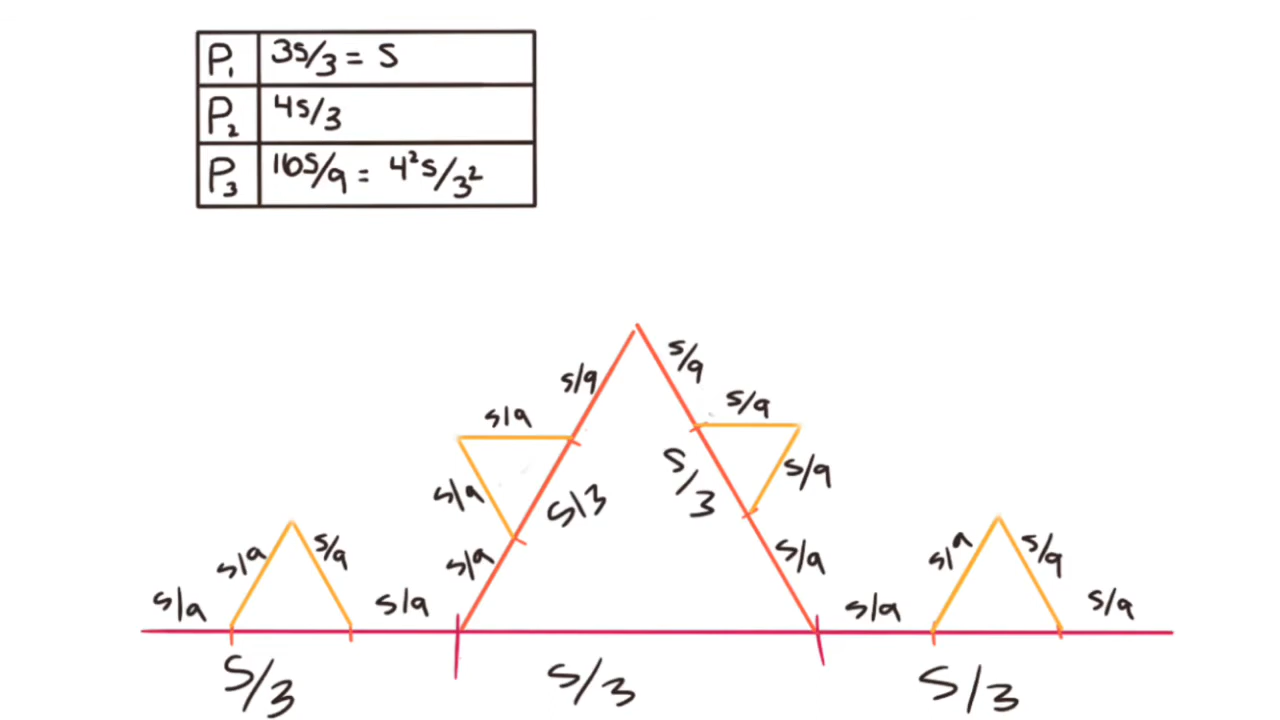 P₁ 3s/3 = S
P₂ 4s/3
P₃ 16s/9 = 4²s/3²
s/9 s/9
s/9 s/9
s/9 s/3 s/3 s/9
s/9 s/9 s/9 s/9 s/9 s/9
s/9 s/9 s/9 s/9
S/3 S/3 S/3